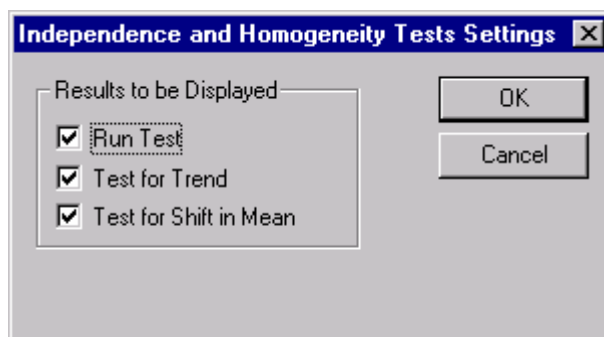 Independence and Homogeneity Tests Settings
Results to be Displayed
Run Test
Test for Trend
Test for Shift in Mean
OK
Cancel